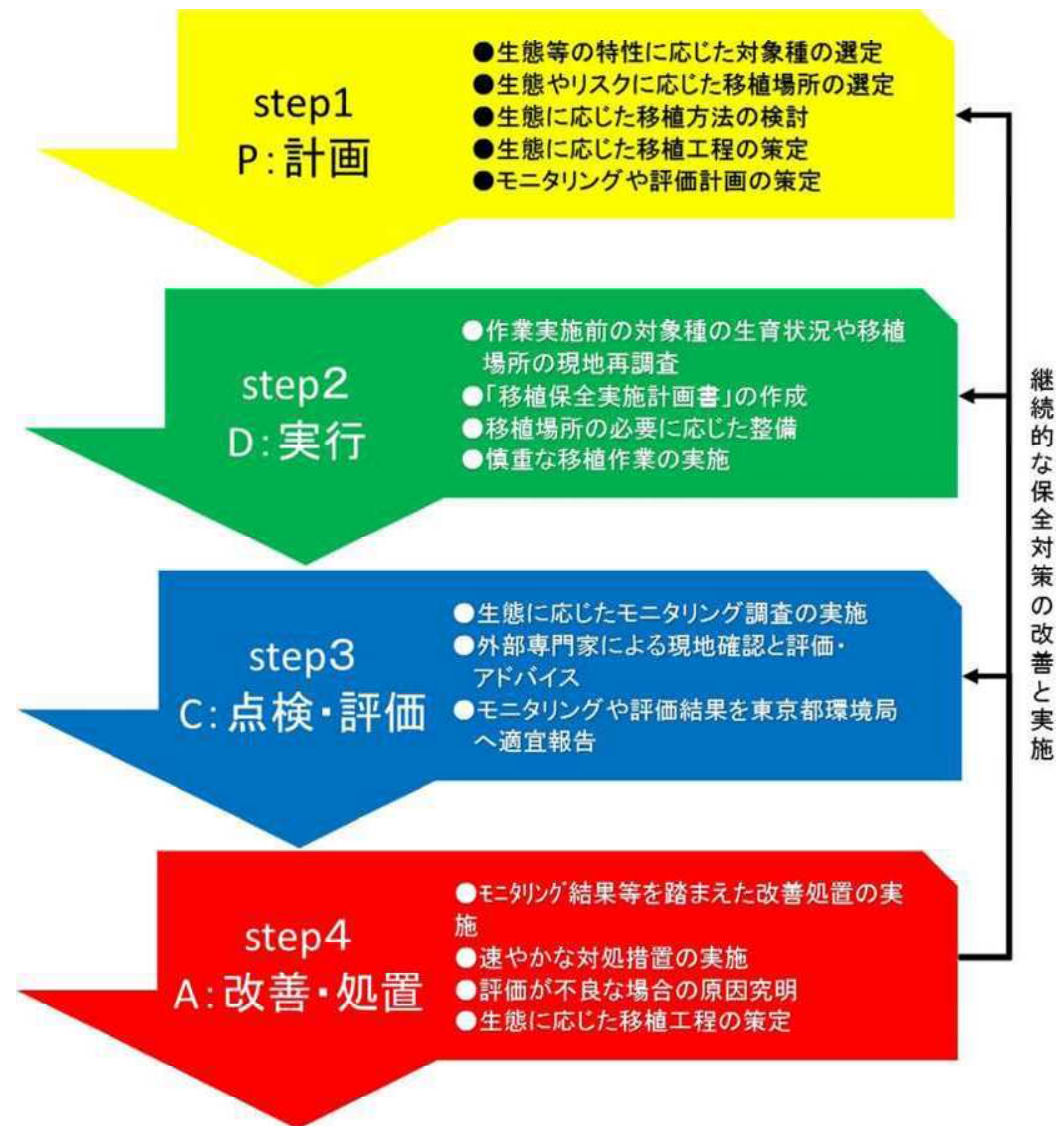 step1
P:計画
●生態等の特性に応じた対象種の選定
●生態やリスクに応じた移植場所の選定
●生態に応じた移植方法の検討
●生態に応じた移植工程の策定
●モニタリングや評価計画の策定
step2
D:実行
●作業実施前の対象種の生育状況や移植
場所の現地再調査
●「移植保全実施計画書」の作成
●移植場所の必要に応じた整備
●慎重な移植作業の実施
step3
C:点検・評価
●生態に応じたモニタリング調査の実施
●外部専門家による現地確認と評価・
アドバイス
●モニタリングや評価結果を東京都環境局
へ適宜報告
step4
A:改善・処置
●モニタリング結果等を踏まえた改善処置の実
施
●速やかな対処措置の実施
●評価が不良な場合の原因究明
●生態に応じた移植工程の策定
継続的な保全対策の改善と実施